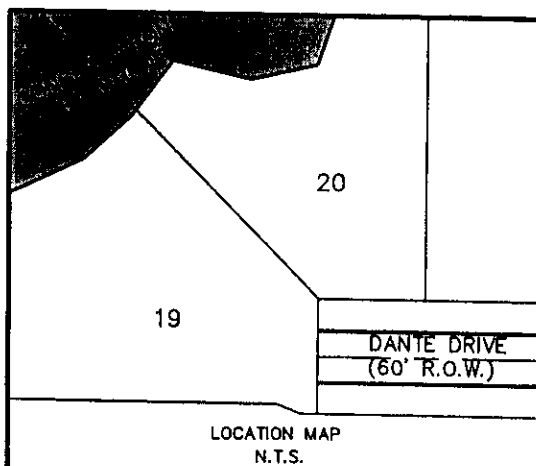 20
19
DANTE DRIVE
(60' R.O.W.)
LOCATION MAP
N.T.S.